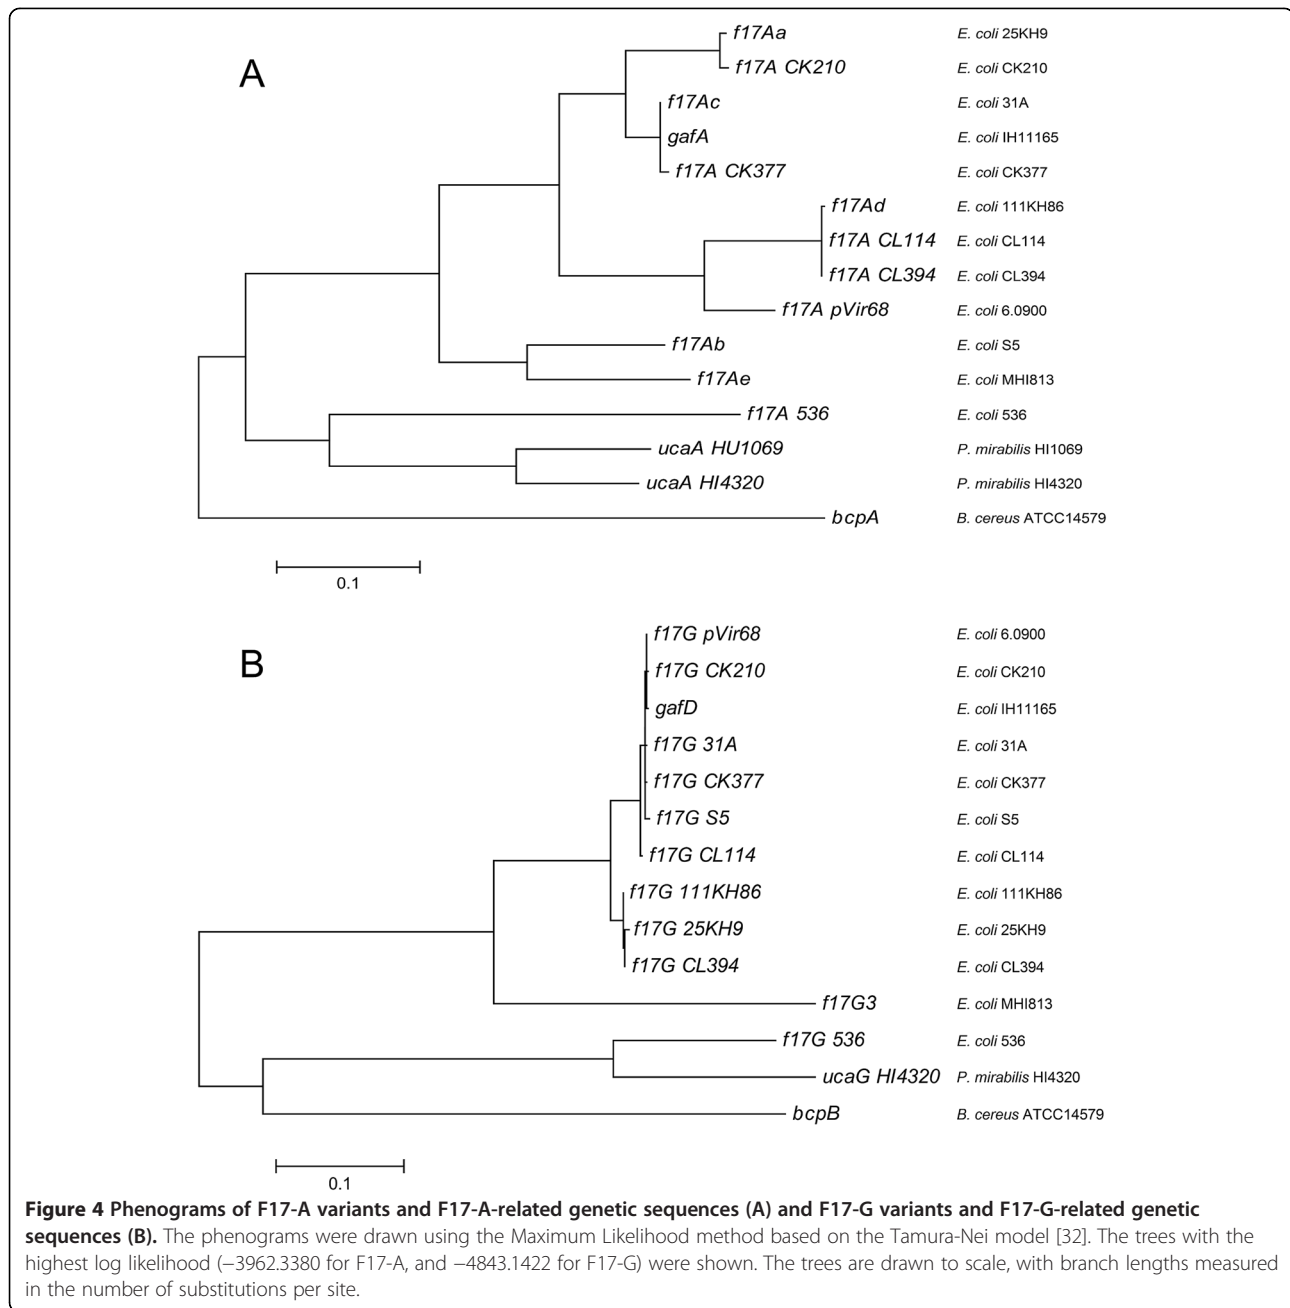 A
f17Aa E. coli 25KH9
f17A CK210 E. coli CK210
f17Ac E. coli 31A
gafA E. coli IH11165
f17A CK377 E. coli CK377
f17Ad E. coli 111KH86
f17A CL114 E. coli CL114
f17A CL394 E. coli CL394
f17A pVir68 E. coli 6.0900
f17Ab E. coli S5
f17Ae E. coli MHI813
f17A 536 E. coli 536
ucaA HU1069 P. mirabilis HI1069
ucaA HI4320 P. mirabilis HI4320
bcpA B. cereus ATCC14579
0.1
B
f17G pVir68 E. coli 6.0900
f17G CK210 E. coli CK210
gafD E. coli IH11165
f17G 31A E. coli 31A
f17G CK377 E. coli CK377
f17G S5 E. coli S5
f17G CL114 E. coli CL114
f17G 111KH86 E. coli 111KH86
f17G 25KH9 E. coli 25KH9
f17G CL394 E. coli CL394
f17G3 E. coli MHI813
f17G 536 E. coli 536
ucaG HI4320 P. mirabilis HI4320
bcpB B. cereus ATCC14579
0.1
Figure 4 Phenograms of F17-A variants and F17-A-related genetic sequences (A) and F17-G variants and F17-G-related genetic
sequences (B). The phenograms were drawn using the Maximum Likelihood method based on the Tamura-Nei model [32]. The trees with the
highest log likelihood (−3962.3380 for F17-A, and −4843.1422 for F17-G) were shown. The trees are drawn to scale, with branch lengths measured
in the number of substitutions per site.